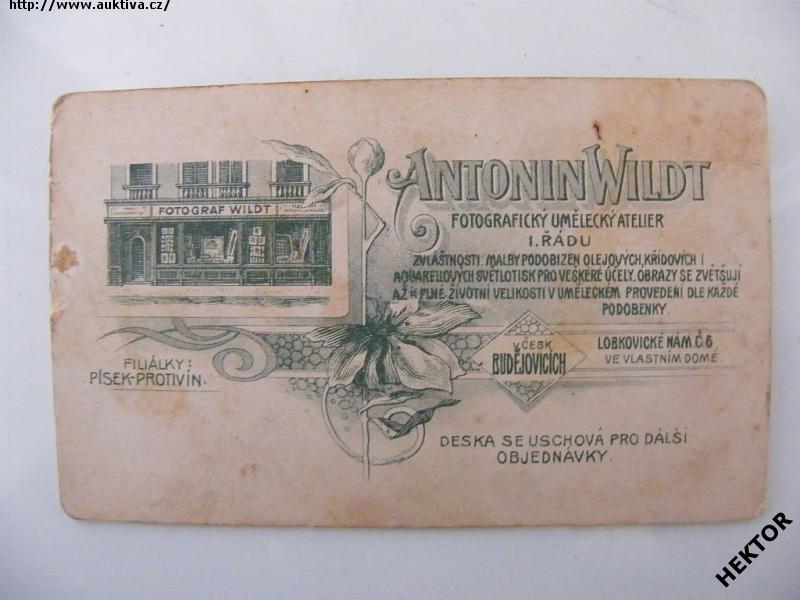 http://www.auktiva.cz/
ANTONIN WILDT
FOTOGRAFICKÝ UMĚLECKÝ ATELIER
I. ŘÁDU
ZVLÁŠTNOSTI: MALBY PODOBIZEN OLEJOVÝCH, KŘÍDOVÝCH I
AQUARELLOVÝCH SVĚTLOTISK PRO VEŠKERÉ ÚČELY. OBRAZY SE ZVĚTŠUJÍ
AŽ K PLNÉ ŽIVOTNÍ VELIKOSTI V UMĚLECKÉM PROVEDENÍ DLE KAŽDÉ
PODOBENKY.
FOTOGRAF WILDT
V ČESK.
BUDĚJOVICÍCH
LOBKOVICKÉ NÁM. Č. 6.
VE VLASTNÍM DOMĚ
FILIÁLKY:
PÍSEK-PROTIVÍN.
DESKA SE USCHOVÁ PRO DALŠÍ
OBJEDNÁVKY.
HEKTOR